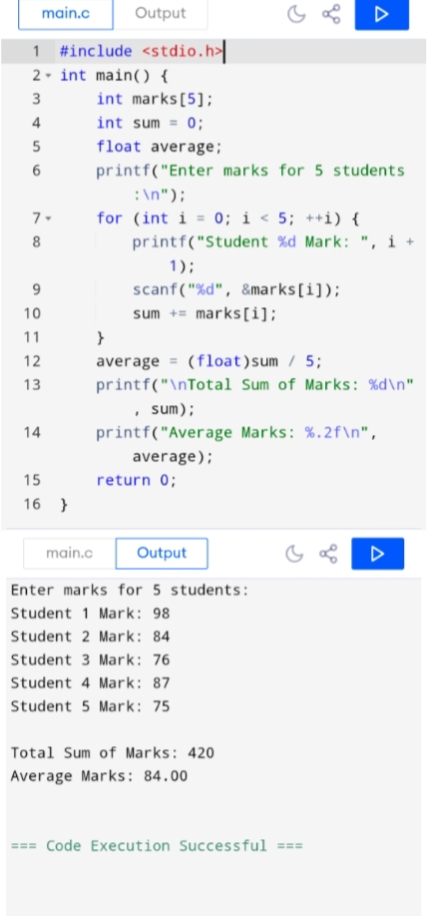 main.c Output
1 #include <stdio.h>
2 int main() {
3 int marks[5];
4 int sum = 0;
5 float average;
6 printf("Enter marks for 5 students
:\n");
7 for (int i = 0; i < 5; ++i) {
8 printf("Student %d Mark: ", i +
1);
9 scanf("%d", &marks[i]);
10 sum += marks[i];
11 }
12 average = (float)sum / 5;
13 printf("\nTotal Sum of Marks: %d\n"
, sum);
14 printf("Average Marks: %.2f\n",
average);
15 return 0;
16 }
main.c Output
Enter marks for 5 students:
Student 1 Mark: 98
Student 2 Mark: 84
Student 3 Mark: 76
Student 4 Mark: 87
Student 5 Mark: 75
Total Sum of Marks: 420
Average Marks: 84.00
=== Code Execution Successful ===